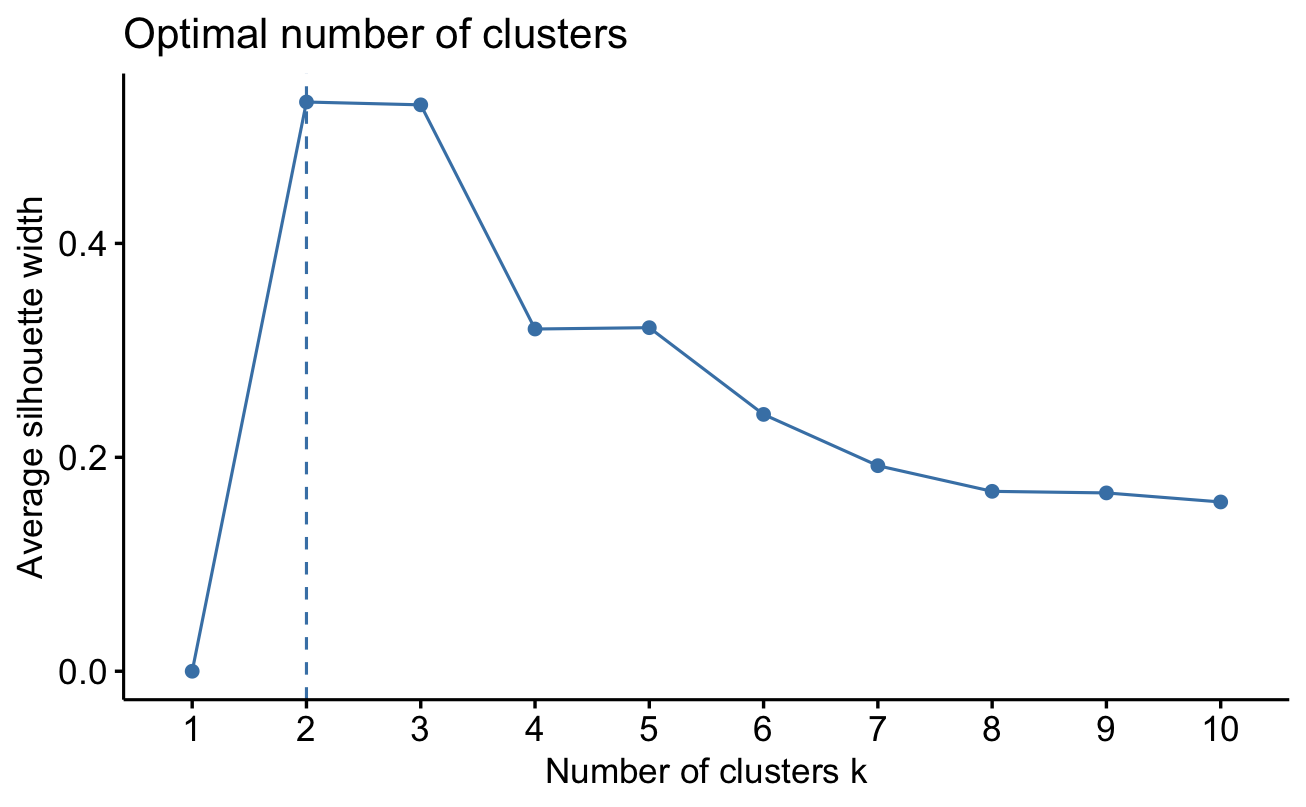 Optimal number of clusters
Average silhouette width
0.4
0.2
0.0
1 2 3 4 5 6 7 8 9 10
Number of clusters k